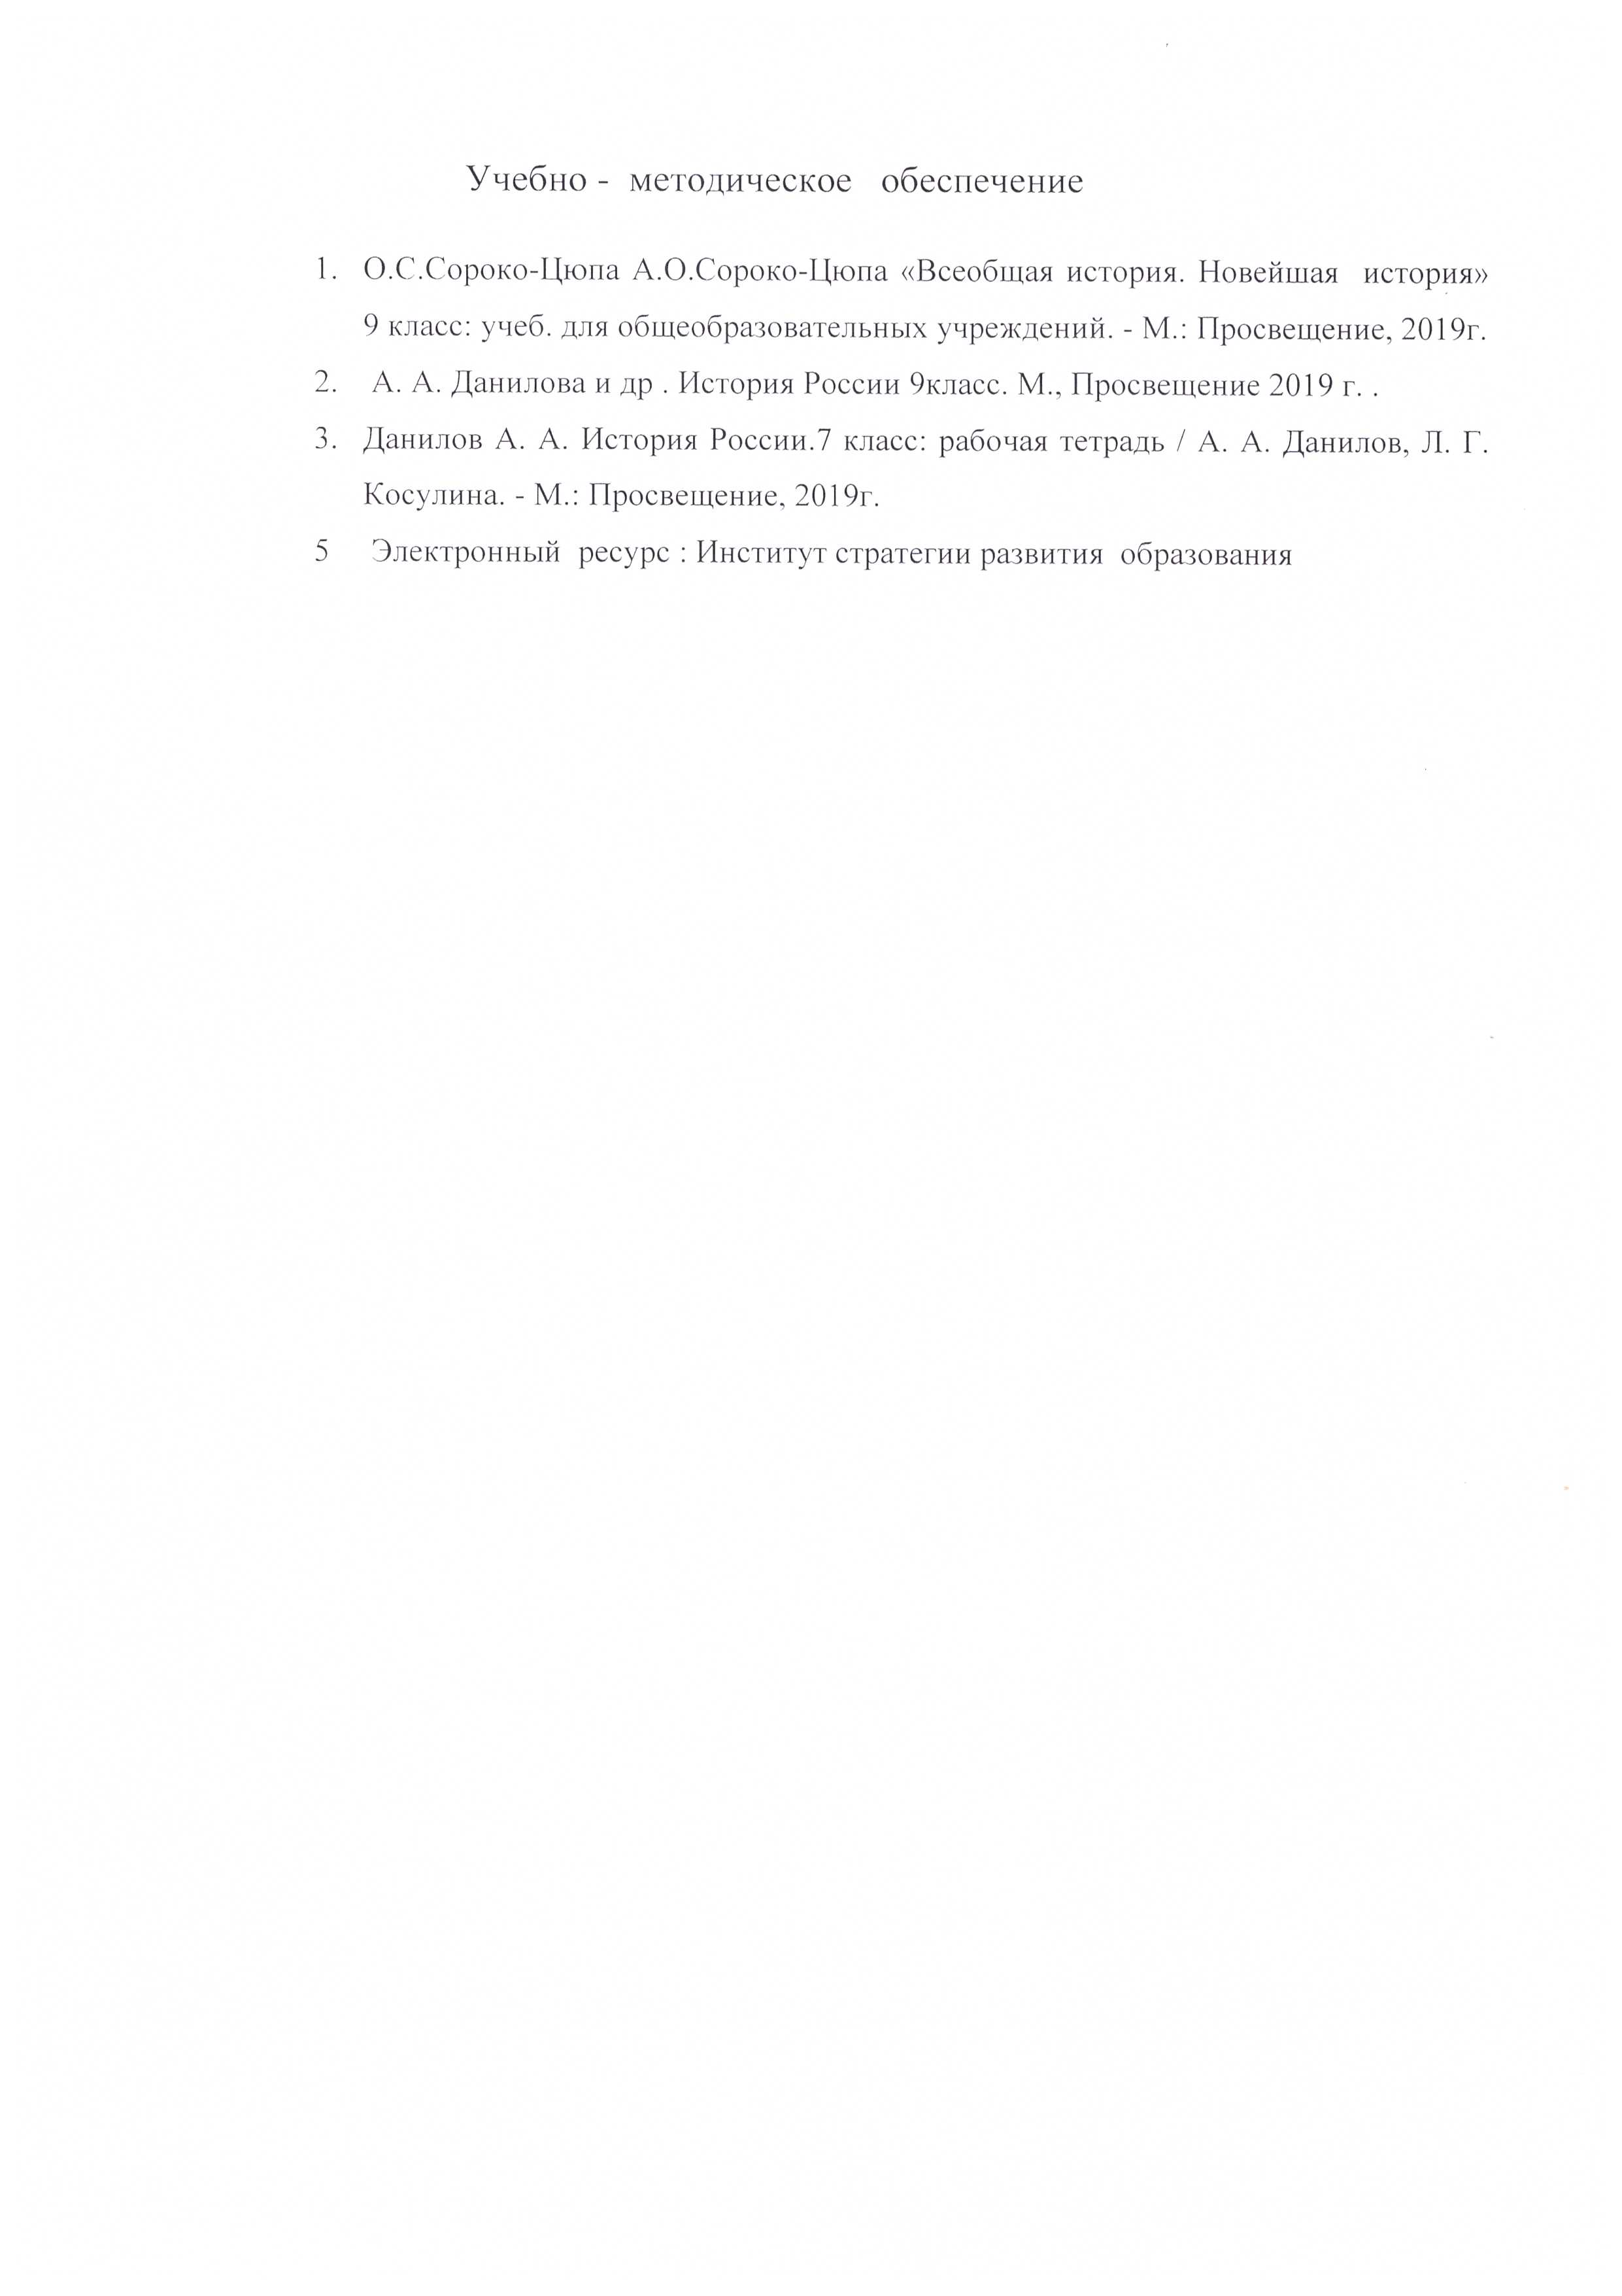 Учебно - методическое обеспечение
1. О.С.Сороко-Цюпа А.О.Сороко-Цюпа «Всеобщая история. Новейшая история»
9 класс: учеб. для общеобразовательных учреждений. - М.: Просвещение, 2019г.
2. А. А. Данилова и др . История России 9класс. М., Просвещение 2019 г. .
3. Данилов А. А. История России.7 класс: рабочая тетрадь / А. А. Данилов, Л. Г.
Косулина. - М.: Просвещение, 2019г.
5 Электронный ресурс : Институт стратегии развития образования